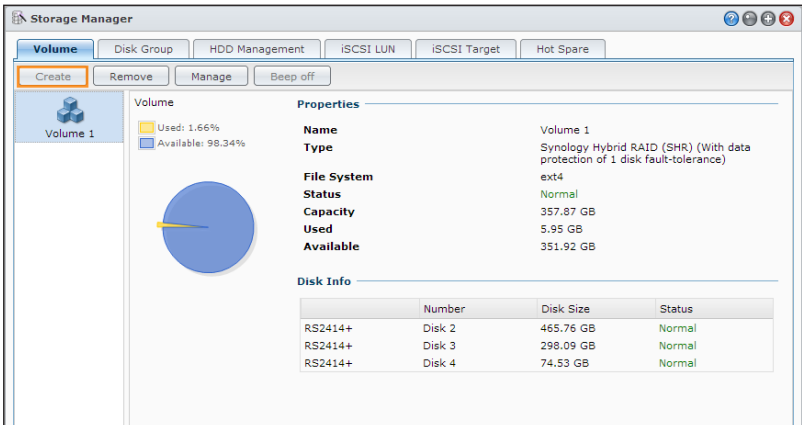 Storage Manager
Volume Disk Group HDD Management iSCSI LUN iSCSI Target Hot Spare
Create Remove Manage Beep off
Volume 1
Volume
Used: 1.66%
Available: 98.34%
Properties
Name Volume 1
Type Synology Hybrid RAID (SHR) (With data
protection of 1 disk fault-tolerance)
File System ext4
Status Normal
Capacity 357.87 GB
Used 5.95 GB
Available 351.92 GB
Disk Info
Number Disk Size Status
RS2414+ Disk 2 465.76 GB Normal
RS2414+ Disk 3 298.09 GB Normal
RS2414+ Disk 4 74.53 GB Normal